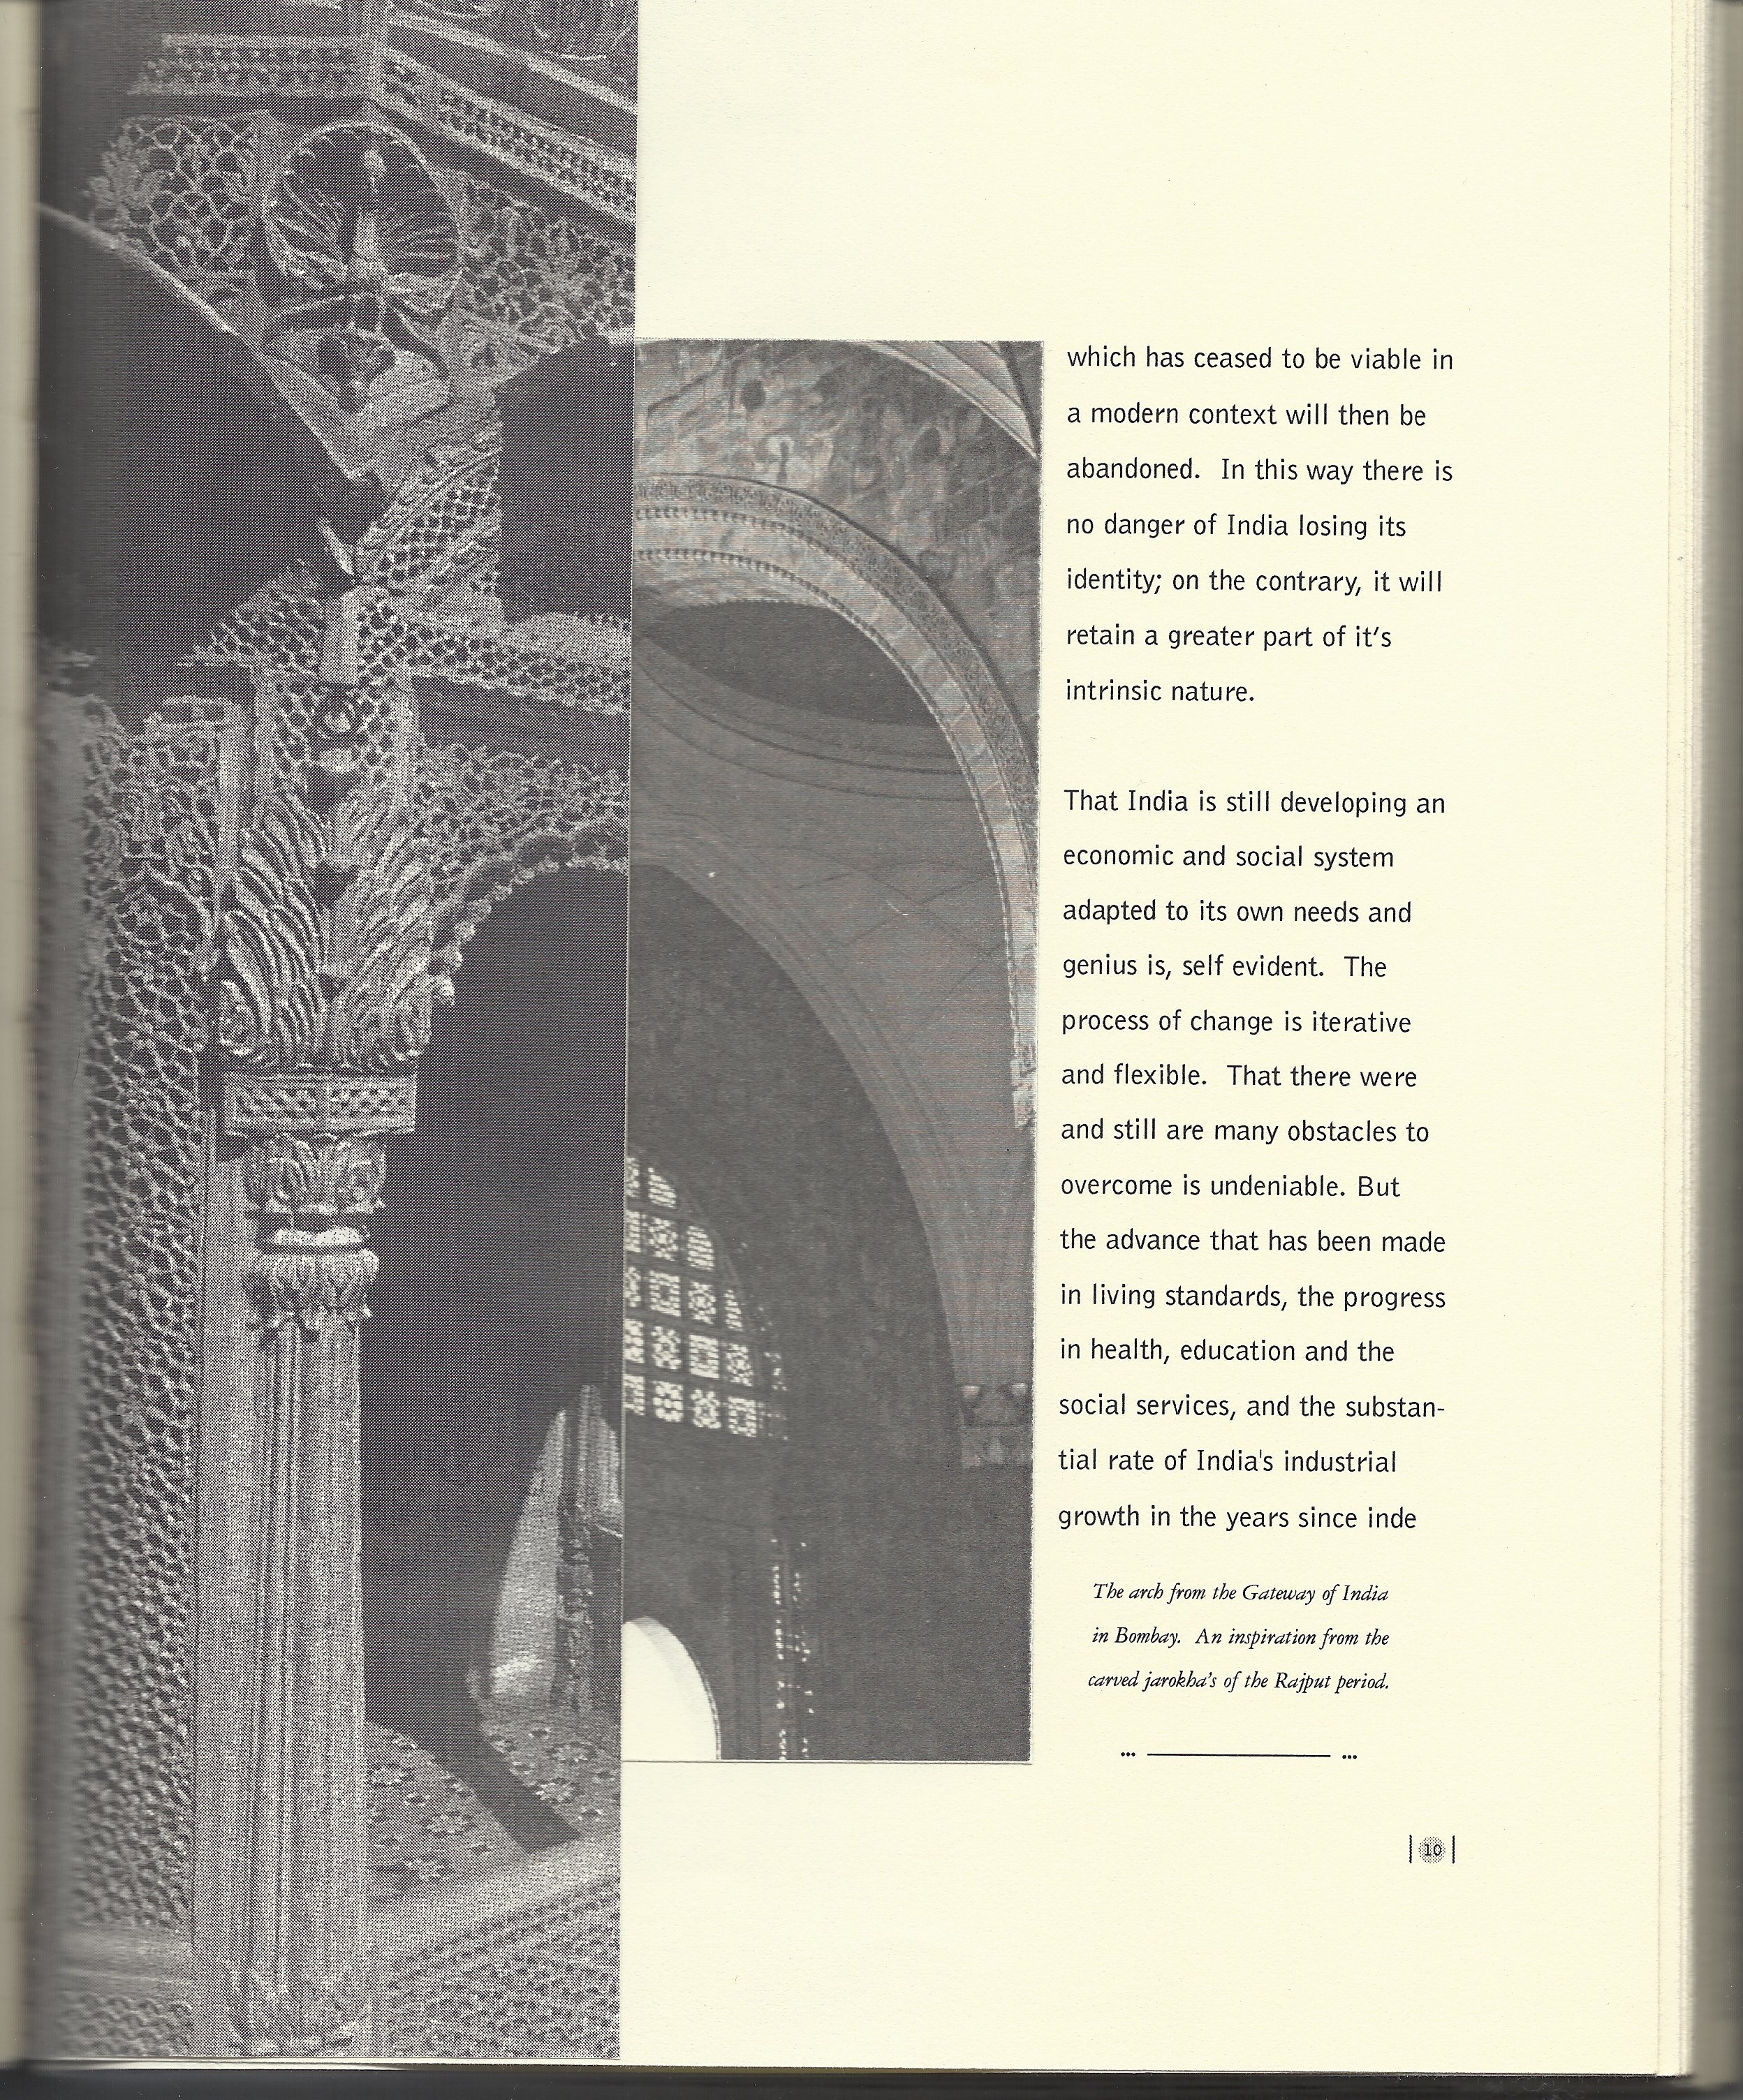 which has ceased to be viable in
a modern context will then be
abandoned.  In this way there is
no danger of India losing its
identity; on the contrary, it will
retain a greater part of it's
intrinsic nature.
That India is still developing an
economic and social system
adapted to its own needs and
genius is, self evident.  The
process of change is iterative
and flexible.  That there were
and still are many obstacles to
overcome is undeniable. But
the advance that has been made
in living standards, the progress
in health, education and the
social services, and the substan-
tial rate of India's industrial
growth in the years since inde
The arch from the Gateway of India
in Bombay.  An inspiration from the
carved jarokha's of the Rajput period.
10